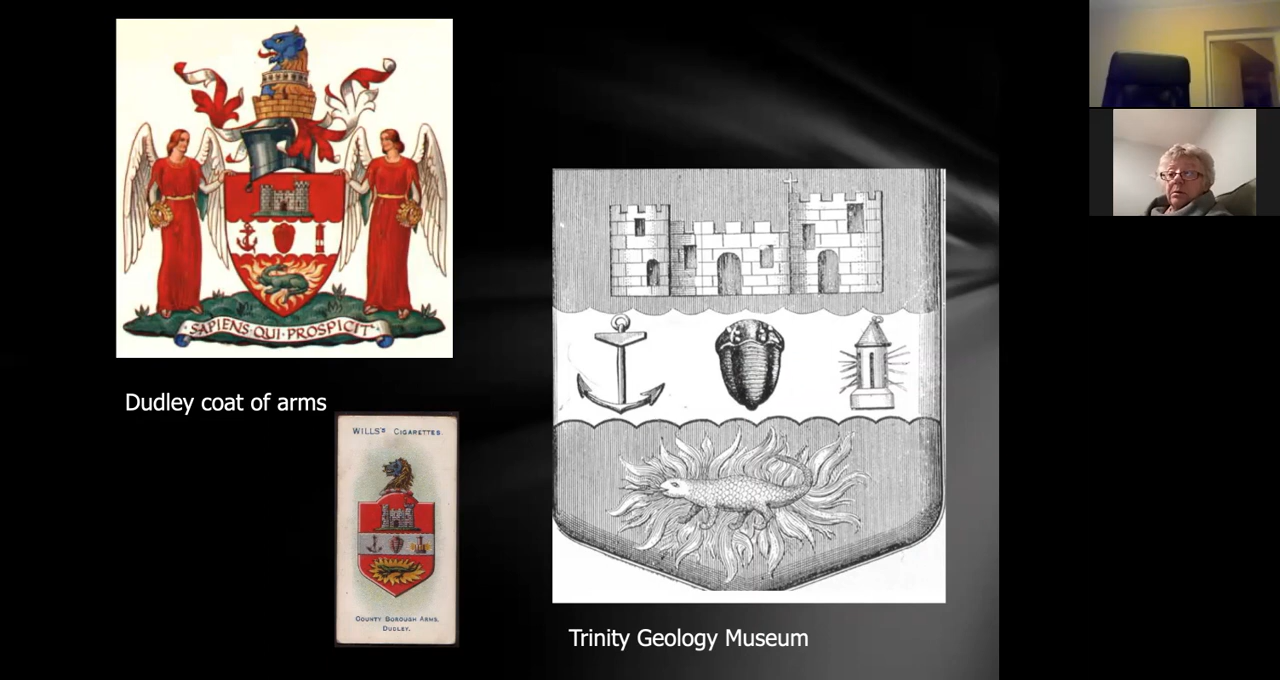 SAPIENS·QUI·PROSPICIT
Dudley coat of arms
WILLS'S CIGARETTES.
COUNTY BOROUGH ARMS,
DUDLEY.
Trinity Geology Museum